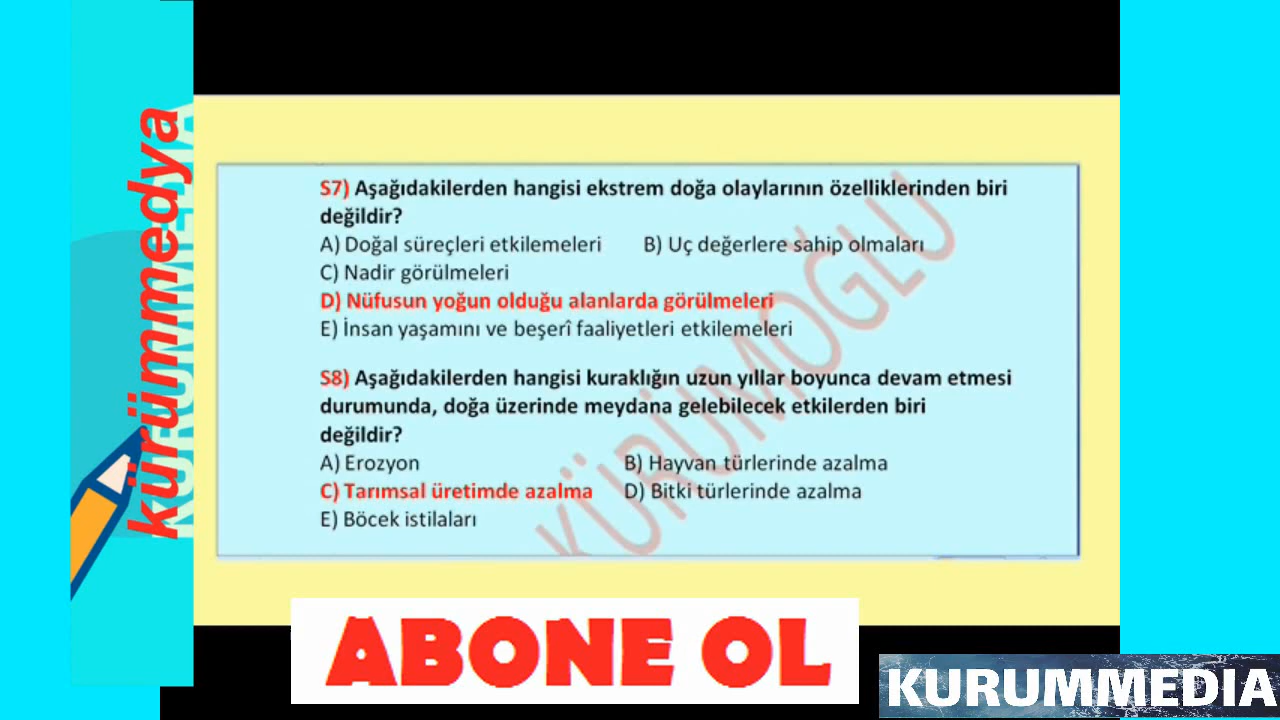 kürümmedya
KURUMMEDIA
S7) Aşağıdakilerden hangisi ekstrem doğa olaylarının özelliklerinden biri
değildir?
A) Doğal süreçleri etkilemeleri B) Uç değerlere sahip olmaları
C) Nadir görülmeleri
D) Nüfusun yoğun olduğu alanlarda görülmeleri
E) İnsan yaşamını ve beşerî faaliyetleri etkilemeleri
S8) Aşağıdakilerden hangisi kuraklığın uzun yıllar boyunca devam etmesi
durumunda, doğa üzerinde meydana gelebilecek etkilerden biri
değildir?
A) Erozyon B) Hayvan türlerinde azalma
C) Tarımsal üretimde azalma D) Bitki türlerinde azalma
E) Böcek istilaları
KÜRÜMOĞLU
ABONE OL
KURUMMEDIA